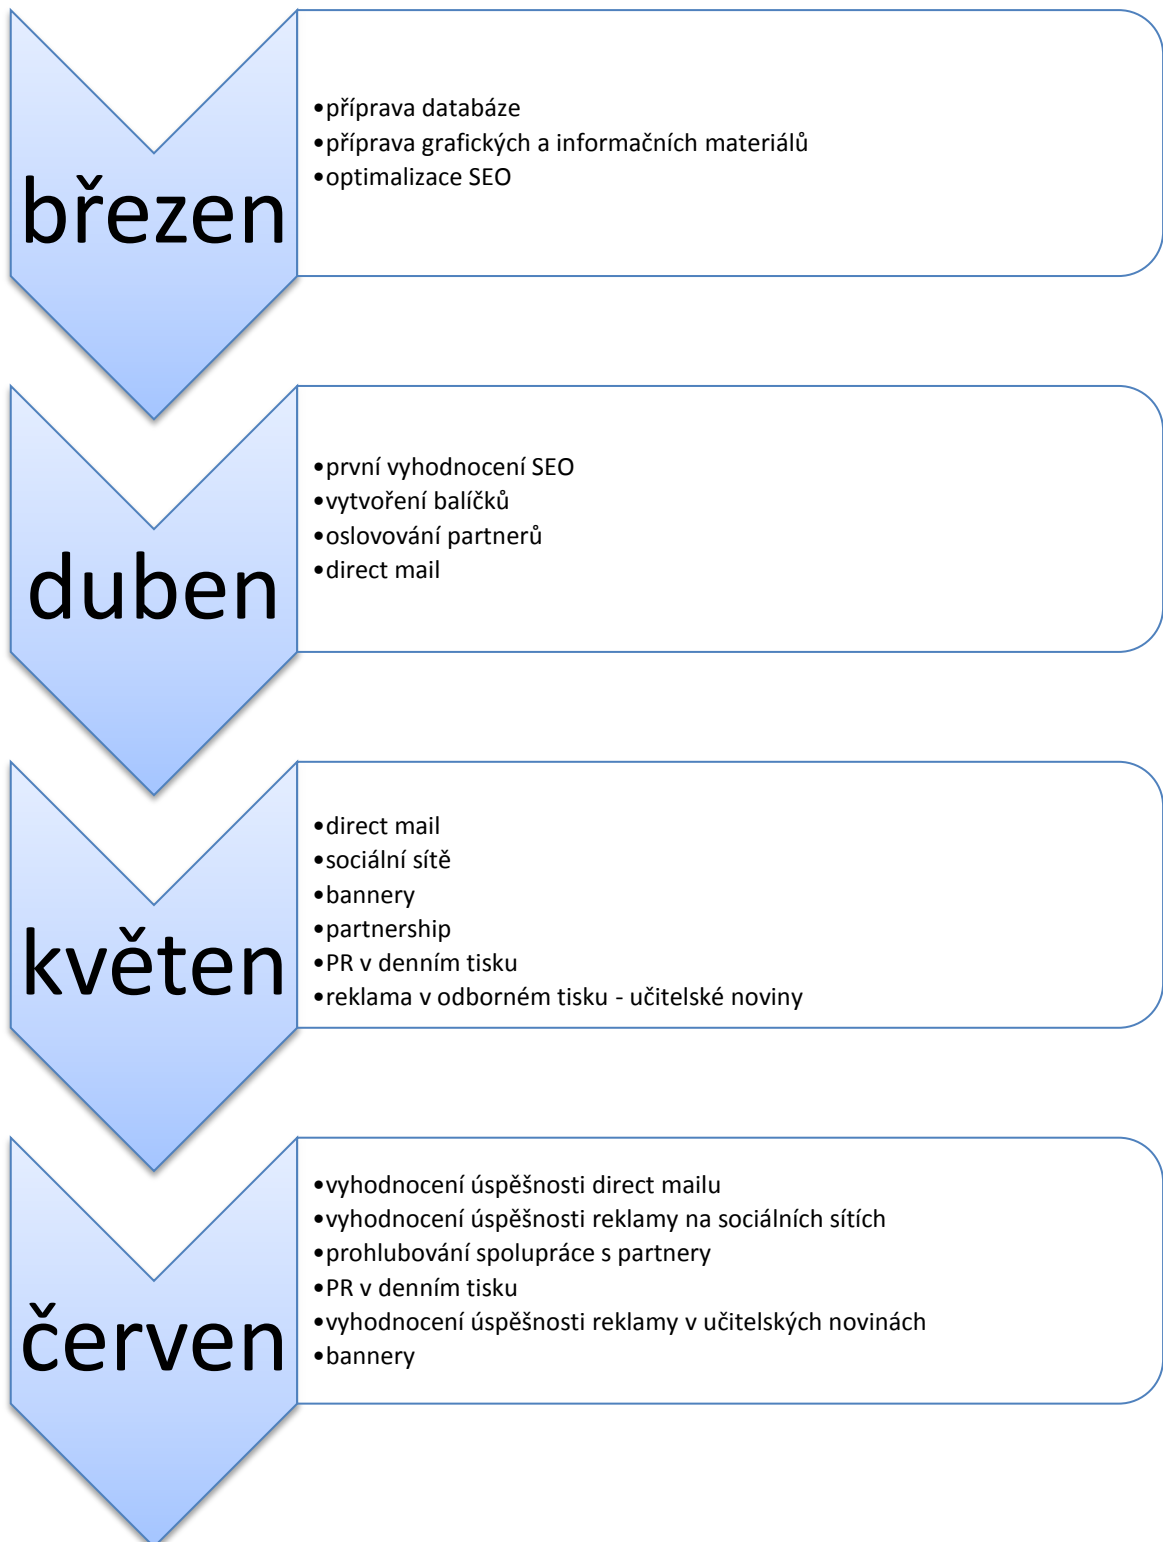 březen
•příprava databáze
•příprava grafických a informačních materiálů
•optimalizace SEO
duben
•první vyhodnocení SEO
•vytvoření balíčků
•oslovování partnerů
•direct mail
květen
•direct mail
•sociální sítě
•bannery
•partnership
•PR v denním tisku
•reklama v odborném tisku - učitelské noviny
červen
•vyhodnocení úspěšnosti direct mailu
•vyhodnocení úspěšnosti reklamy na sociálních sítích
•prohlubování spolupráce s partnery
•PR v denním tisku
•vyhodnocení úspěšnosti reklamy v učitelských novinách
•bannery